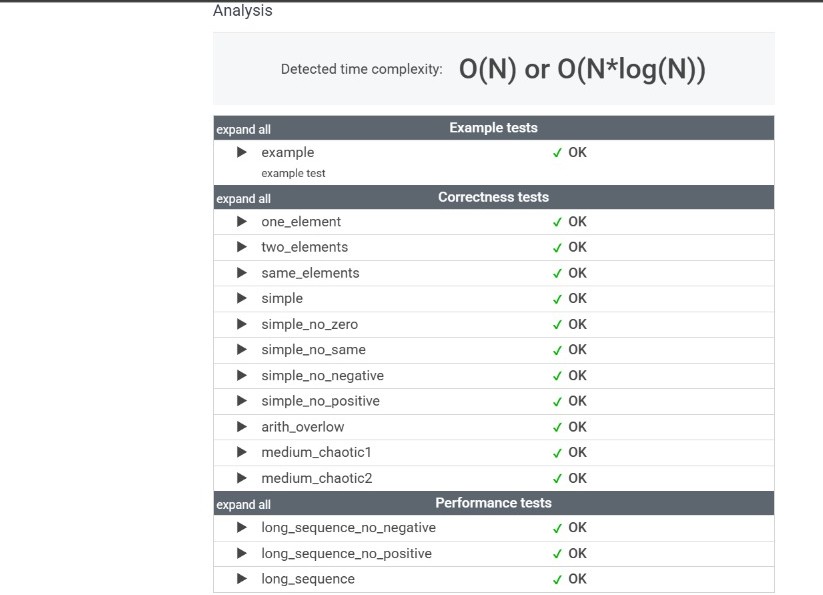 Analysis
Detected time complexity: O(N) or O(N*log(N))
expand all Example tests
example ✓ OK
example test
expand all Correctness tests
one_element ✓ OK
two_elements ✓ OK
same_elements ✓ OK
simple ✓ OK
simple_no_zero ✓ OK
simple_no_same ✓ OK
simple_no_negative ✓ OK
simple_no_positive ✓ OK
arith_overlow ✓ OK
medium_chaotic1 ✓ OK
medium_chaotic2 ✓ OK
expand all Performance tests
long_sequence_no_negative ✓ OK
long_sequence_no_positive ✓ OK
long_sequence ✓ OK